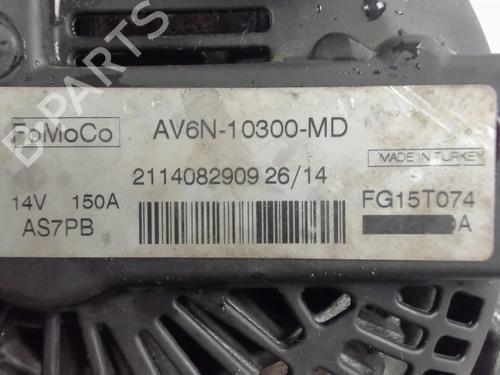 FoMoCo
AV6N-10300-MD
MADE IN TURKEY
2114082909 26/14
14V 150A
FG15T074
AS7PB
A
B-Parts